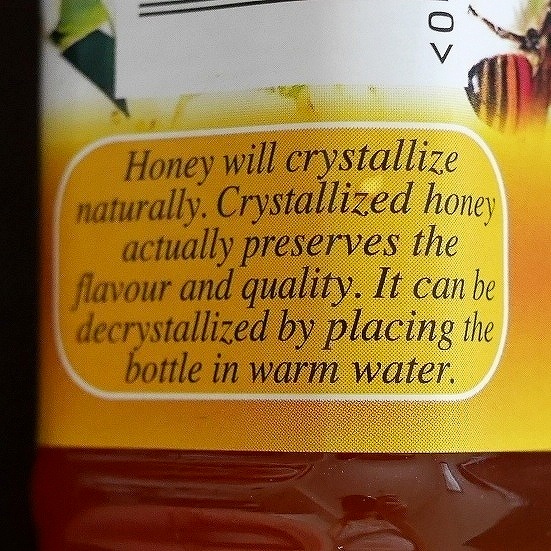 Honey will crystallize
naturally. Crystallized honey
actually preserves the
flavour and quality. It can be
decrystallized by placing the
bottle in warm water.